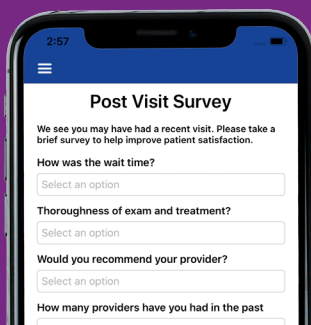 2:57
Post Visit Survey
We see you may have had a recent visit. Please take a
brief survey to help improve patient satisfaction.
How was the wait time?
Select an option
Thoroughness of exam and treatment?
Select an option
Would you recommend your provider?
Select an option
How many providers have you had in the past